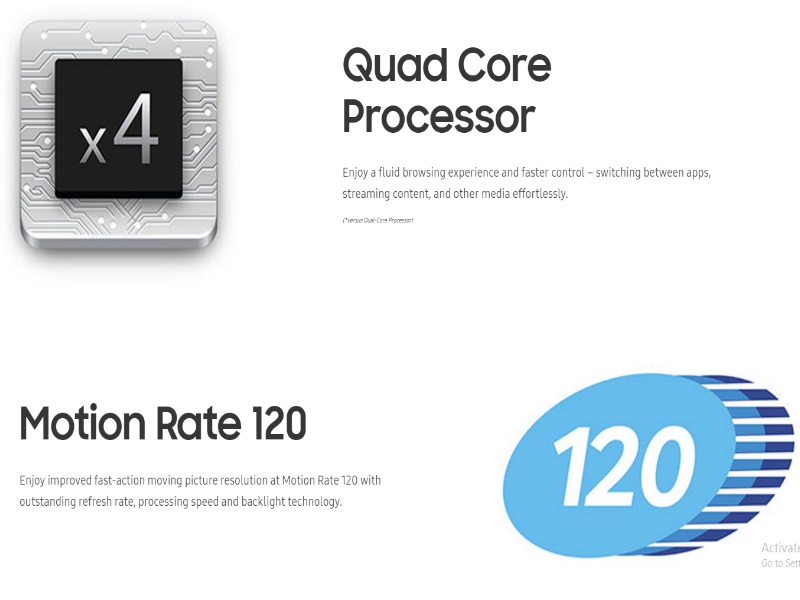 x4
Quad Core
Processor
Enjoy a fluid browsing experience and faster control – switching between apps,
streaming content, and other media effortlessly.
(*Versus Dual-Core Processor)
Motion Rate 120
Enjoy improved fast-action moving picture resolution at Motion Rate 120 with
outstanding refresh rate, processing speed and backlight technology.
120
Activate
Go to Sett